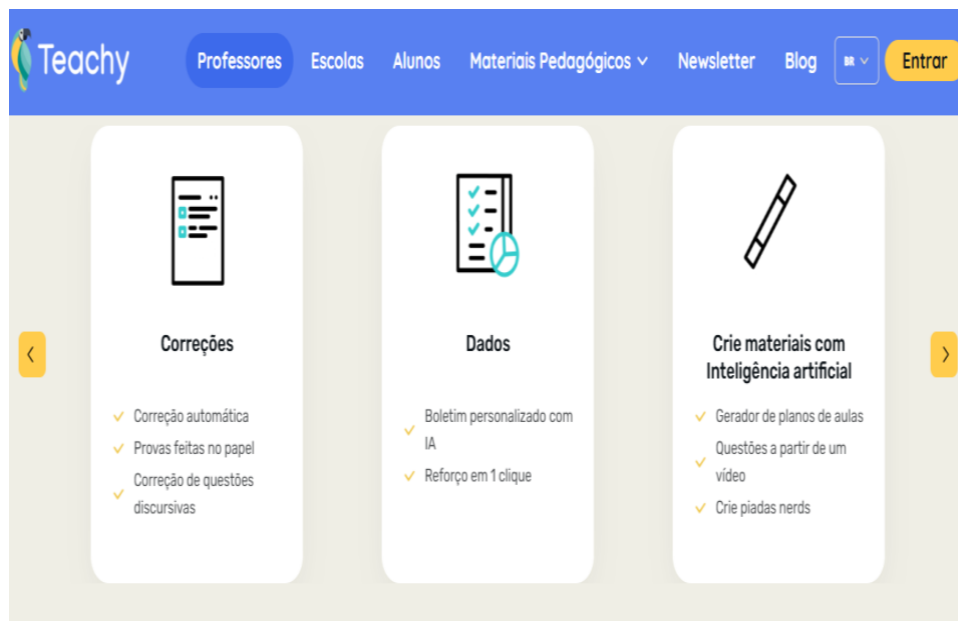 Teachy
Professores
Escolas
Alunos
Materiais Pedagógicos
Newsletter
Blog
BR
Entrar
Correções
Correção automática
Provas feitas no papel
Correção de questões
discursivas
Dados
Boletim personalizado com
IA
Reforço em 1 clique
Crie materiais com
Inteligência artificial
Gerador de planos de aulas
Questões a partir de um
vídeo
Crie piadas nerds